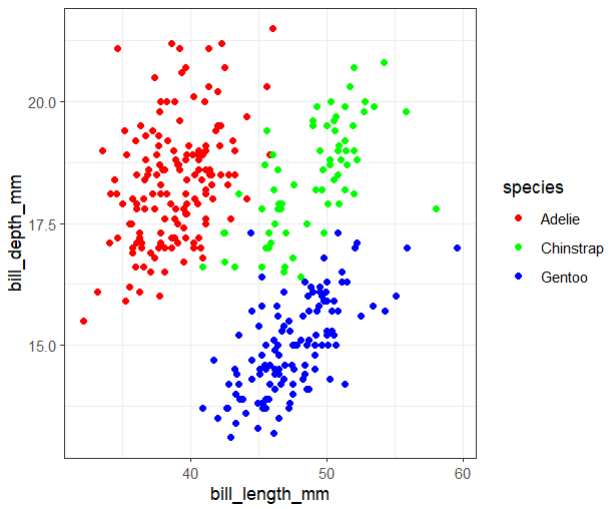 20.0
17.5
15.0
bill_depth_mm
40
50
60
bill_length_mm
species
Adelie
Chinstrap
Gentoo